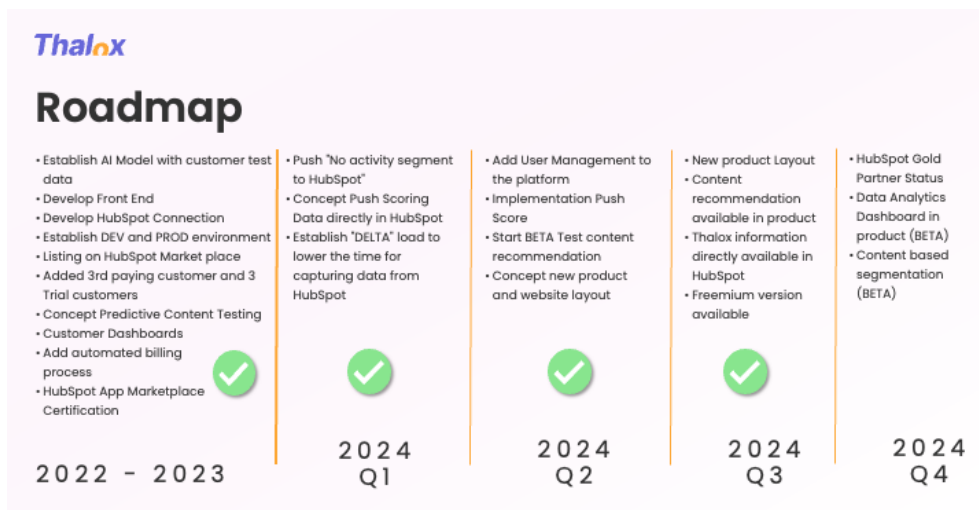 Thalox
Roadmap
• Establish AI Model with customer test
data
• Develop Front End
• Develop HubSpot Connection
• Establish DEV and PROD environment
• Listing on HubSpot Market place
• Added 3rd paying customer and 3
Trial customers
• Concept Predictive Content Testing
• Customer Dashboards
• Add automated billing
process
• HubSpot App Marketplace
Certification
2022 - 2023
• Push "No activity segment
to HubSpot"
• Concept Push Scoring
Data directly in HubSpot
• Establish "DELTA" load to
lower the time for
capturing data from
HubSpot
2024
Q1
• Add User Management to
the platform
• Implementation Push
Score
• Start BETA Test content
recommendation
• Concept new product
and website layout
2024
Q2
• New product Layout
• Content
recommendation
available in product
• Thalox information
directly available in
HubSpot
• Freemium version
available
2024
Q3
• HubSpot Gold
Partner Status
• Data Analytics
Dashboard in
product (BETA)
• Content based
segmentation
(BETA)
2024
Q4